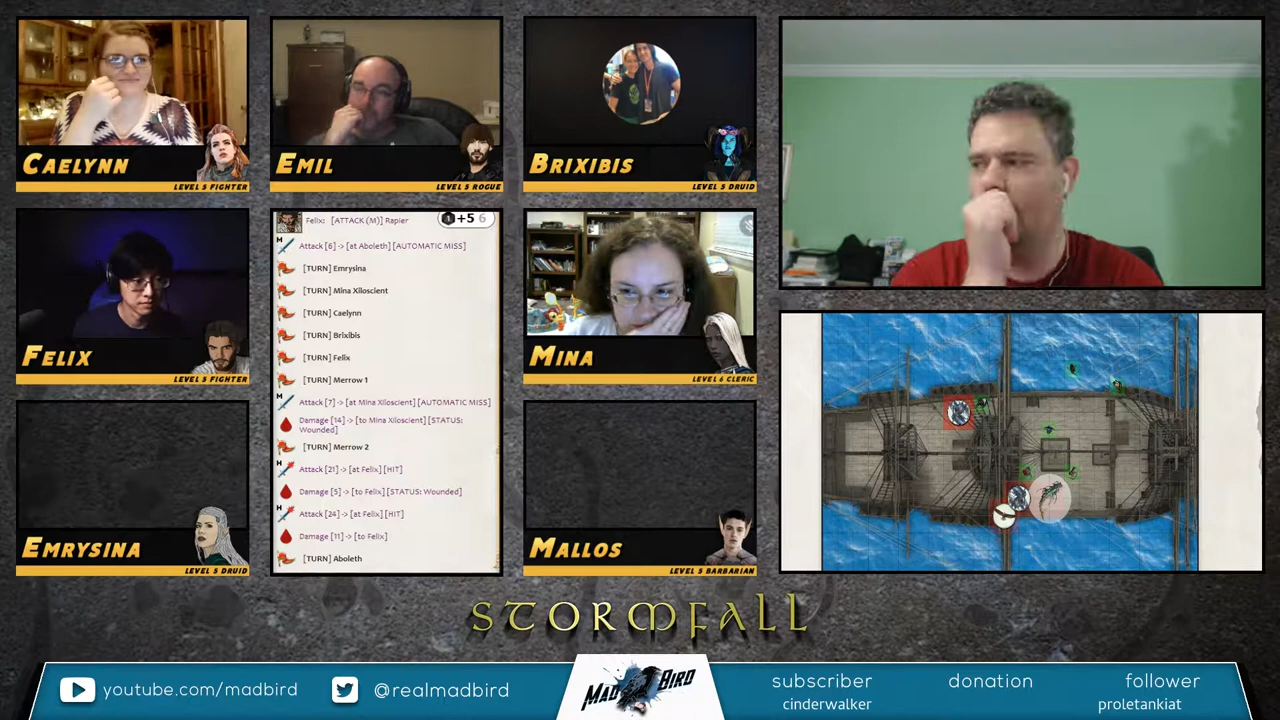 CAELYNN
LEVEL 5 FIGHTER
EMIL
LEVEL 5 ROGUE
BRIXIBIS
LEVEL 5 DRUID
FELIX
LEVEL 5 FIGHTER
Felix: [ATTACK (M)] Rapier
+5 6
M
Attack [6] -> [at Aboleth] [AUTOMATIC MISS]
[TURN] Emrysina
[TURN] Mina Xiloscient
[TURN] Caelynn
[TURN] Brixibis
[TURN] Felix
[TURN] Merrow 1
M
Attack [7] -> [at Mina Xiloscient] [AUTOMATIC MISS]
Damage [14] -> [to Mina Xiloscient] [STATUS:
Wounded]
[TURN] Merrow 2
Attack [21] -> [at Felix] [HIT]
Damage [5] -> [to Felix] [STATUS: Wounded]
Attack [24] -> [at Felix] [HIT]
Damage [11] -> [to Felix]
[TURN] Aboleth
MINA
LEVEL 6 CLERIC
EMRYSINA
LEVEL 5 DRUID
MALLOS
LEVEL 5 BARBARIAN
STORMFALL
youtube.com/madbird
@realmadbird
MAD BIRD
subscriber
cinderwalker
donation
follower
proletankiat